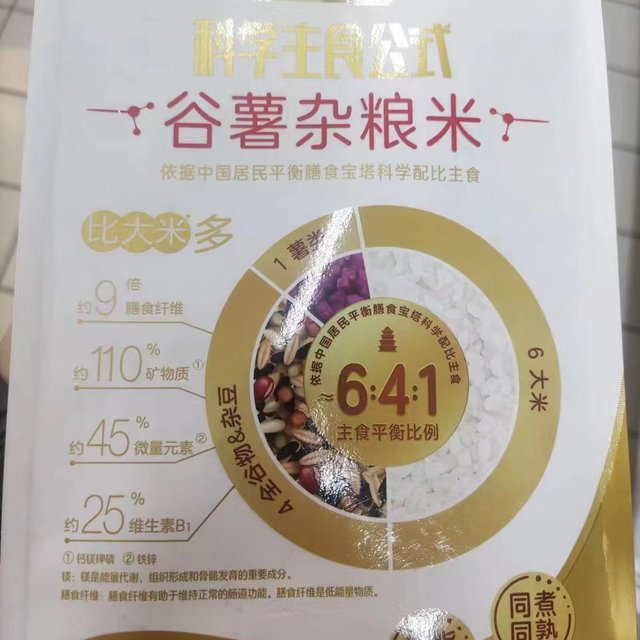 科学主食公式
谷薯杂粮米
依据中国居民平衡膳食宝塔科学配比主食
比大米*多
约9倍膳食纤维
约110%矿物质①
约45%微量元素②
约25%维生素B1
1 薯类
6 大米
4 全谷物&杂豆
依据中国居民平衡膳食宝塔科学配比主食
≈6:4:1
主食平衡比例
①钙镁钾磷 ②铁锌
镁：镁是能量代谢、组织形成和骨骼发育的重要成分。
膳食纤维：膳食纤维有助于维持正常的肠道功能。膳食纤维是低能量物质。
同煮
同熟